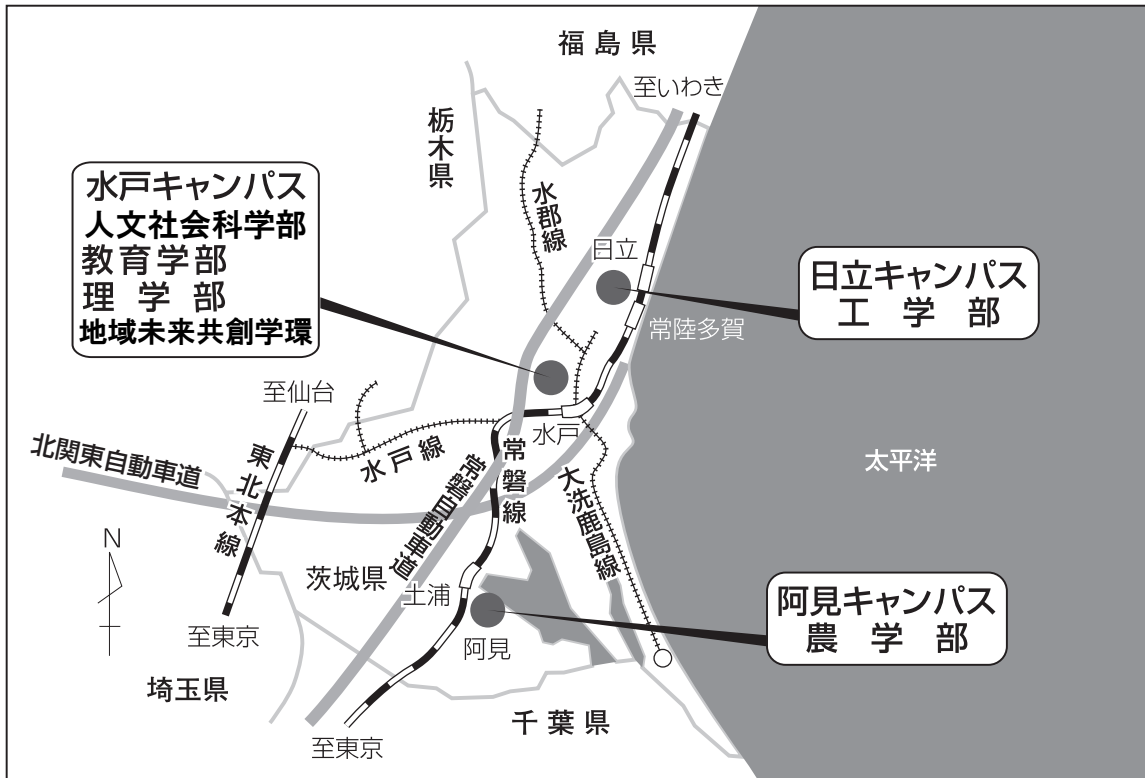 福島県
至いわき
栃木県
水戸キャンパス
人文社会科学部
教育学部
理学部
地域未来共創学環
水郡線
日立
日立キャンパス
工学部
常陸多賀
至仙台
水戸
北関東自動車道
東北本線
水戸線
常磐自動車道
常磐線
大洗鹿島線
太平洋
N
茨城県
土浦
阿見
阿見キャンパス
農学部
至東京
埼玉県
千葉県
至東京